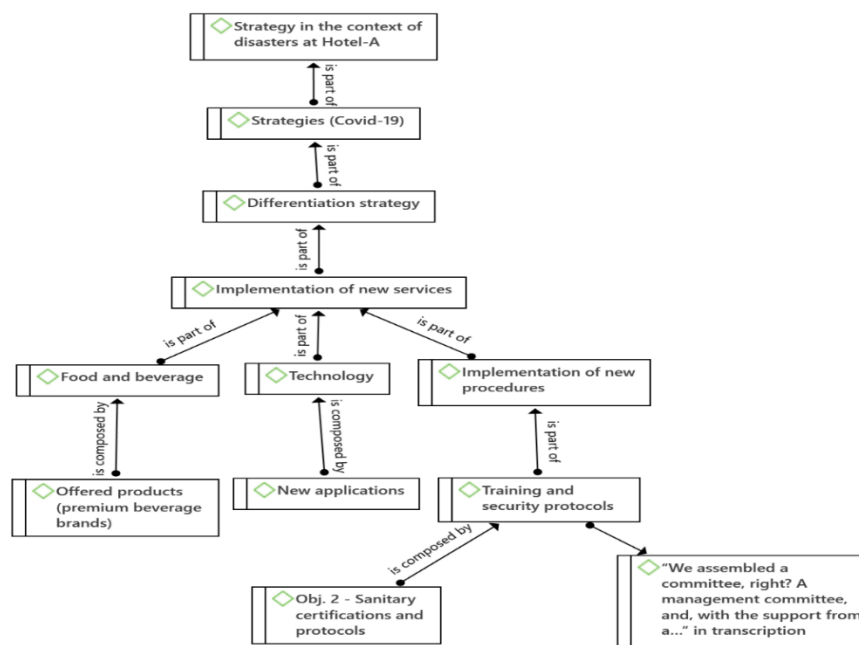 Strategy in the context of
disasters at Hotel-A
is part of
Strategies (Covid-19)
is part of
Differentiation strategy
is part of
Implementation of new services
is part of
is part of
is part of
Food and beverage
Technology
Implementation of new
procedures
is composed by
is composed by
is part of
Offered products
(premium beverage
brands)
New applications
Training and
security protocols
is composed by
Obj. 2 - Sanitary
certifications and
protocols
“We assembled a
committee, right? A
management committee,
and, with the support from
a...” in transcription